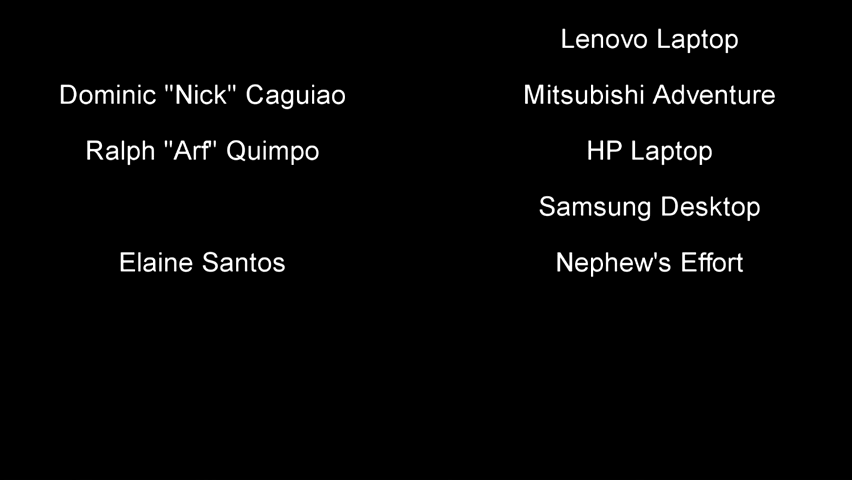 Lenovo Laptop
Dominic "Nick" Caguiao Mitsubishi Adventure
Ralph "Arf" Quimpo HP Laptop
Samsung Desktop
Elaine Santos Nephew's Effort